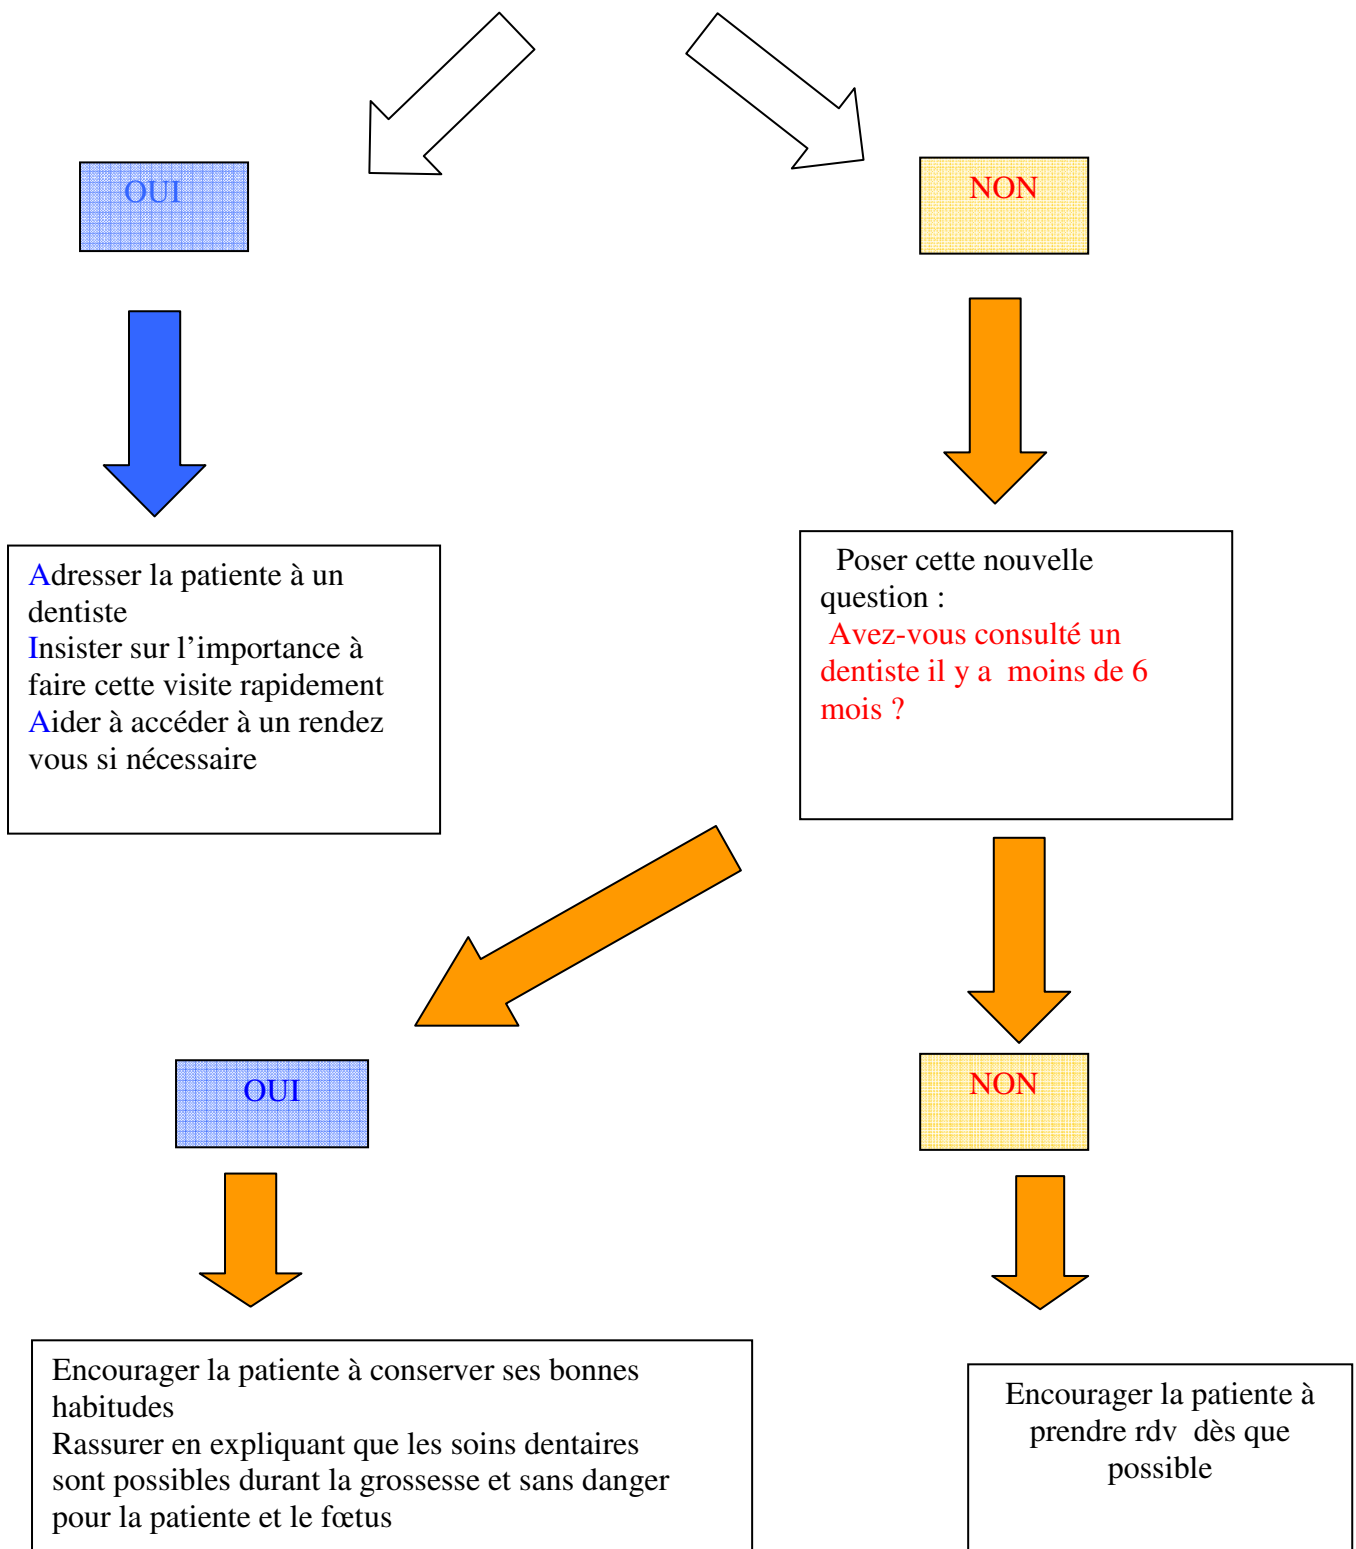 OUI
NON
Adresser la patiente à un
dentiste
Insister sur l’importance à
faire cette visite rapidement
Aider à accéder à un rendez
vous si nécessaire
Poser cette nouvelle
question :
Avez-vous consulté un
dentiste il y a moins de 6
mois ?
OUI
NON
Encourager la patiente à conserver ses bonnes
habitudes
Rassurer en expliquant que les soins dentaires
sont possibles durant la grossesse et sans danger
pour la patiente et le fœtus
Encourager la patiente à
prendre rdv dès que
possible